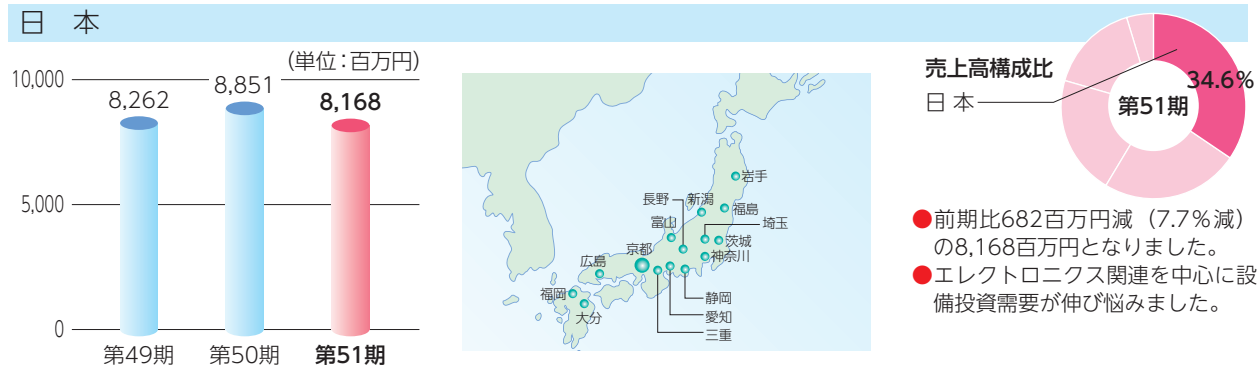 日 本
(単位：百万円)
10,000
8,262
8,851
8,168
5,000
0
第49期
第50期
第51期
岩手
長野
新潟
福島
富山
埼玉
京都
茨城
広島
神奈川
福岡
静岡
大分
愛知
三重
売上高構成比
34.6%
日 本
第51期
●前期比682百万円減（7.7％減）
の8,168百万円となりました。
●エレクトロニクス関連を中心に設
備投資需要が伸び悩みました。